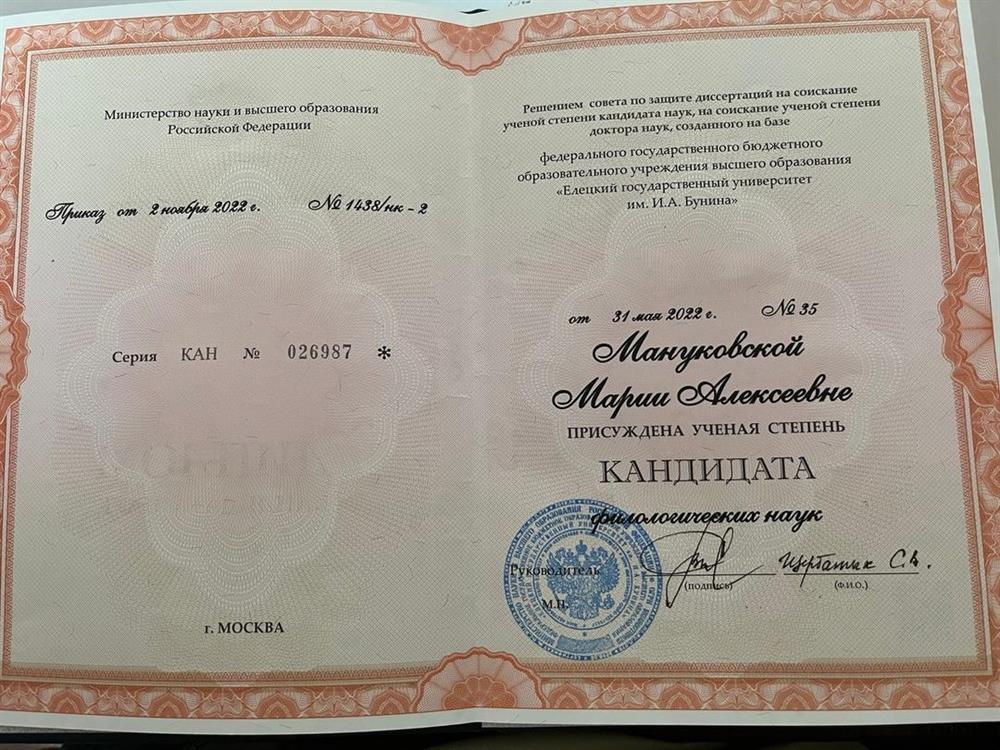 Министерство науки и высшего образования
Российской Федерации
Приказ от 2 ноября 2022 г. № 1438/нк - 2
Серия КАН № 026987 *
г. МОСКВА
Решением совета по защите диссертаций на соискание
ученой степени кандидата наук, на соискание ученой степени
доктора наук, созданного на базе
федерального государственного бюджетного
образовательного учреждения высшего образования
«Елецкий государственный университет
им. И.А. Бунина»
от 31 мая 2022 г. № 35
Мануковской
Марии Алексеевне
ПРИСУЖДЕНА УЧЕНАЯ СТЕПЕНЬ
КАНДИДАТА
филологических наук
Руководитель
(подпись)
(Ф.И.О.)
М.П.